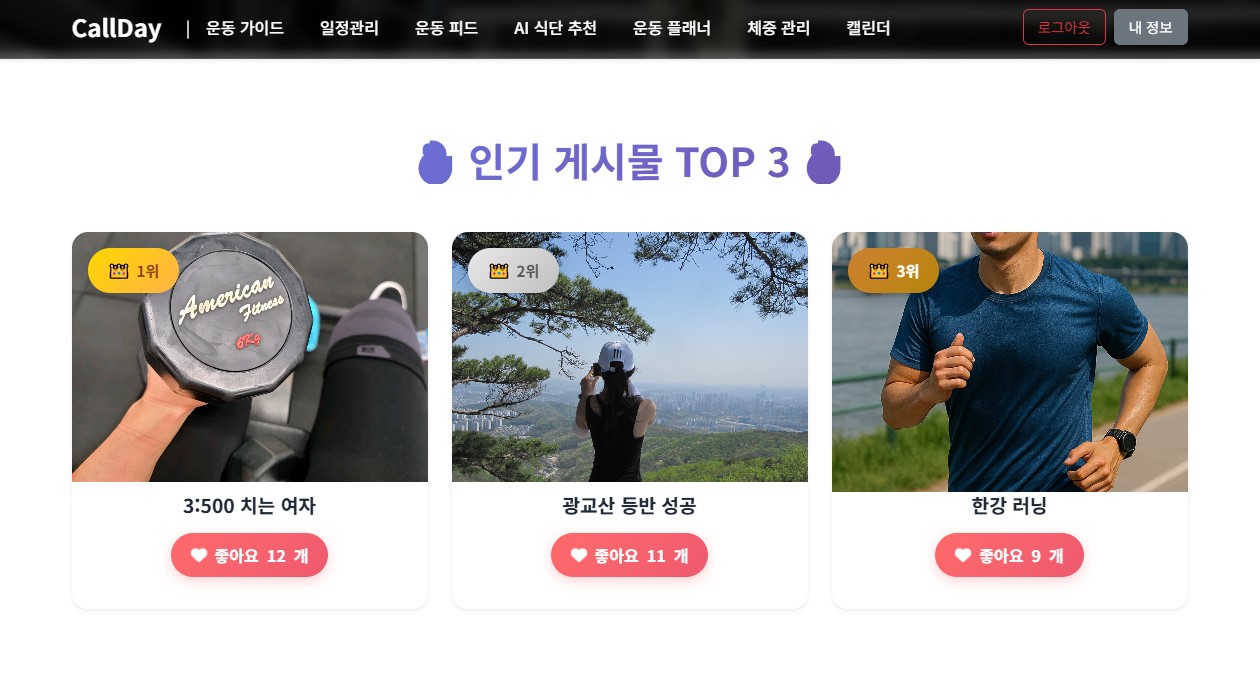 CallDay | 운동 가이드 일정관리 운동 피드 AI 식단 추천 운동 플래너 체중 관리 캘린더 로그아웃 내 정보
인기 게시물 TOP 3
1위
2위
3위
American
Fitness
6Kg
3:500 치는 여자
광교산 등반 성공
한강 러닝
좋아요 12 개
좋아요 11 개
좋아요 9 개